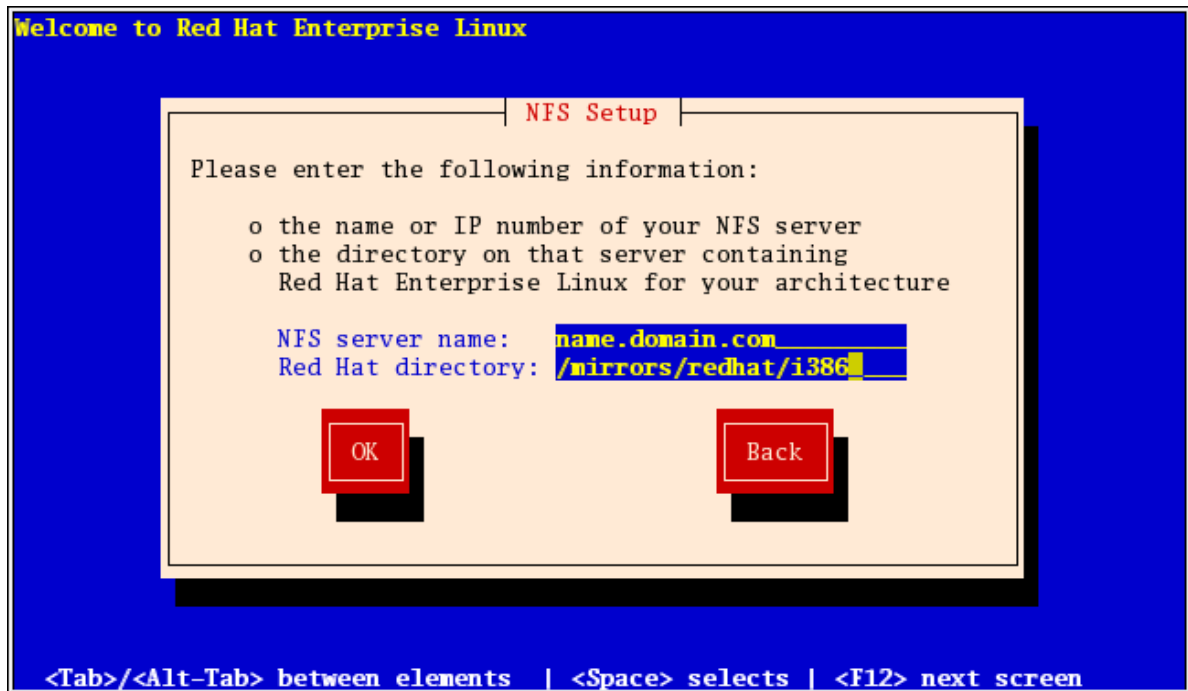 Welcome to Red Hat Enterprise Linux
NFS Setup
Please enter the following information:
o the name or IP number of your NFS server
o the directory on that server containing
Red Hat Enterprise Linux for your architecture
NFS server name: name.domain.com
Red Hat directory: /mirrors/redhat/i386
OK Back
<Tab>/<Alt-Tab> between elements | <Space> selects | <F12> next screen